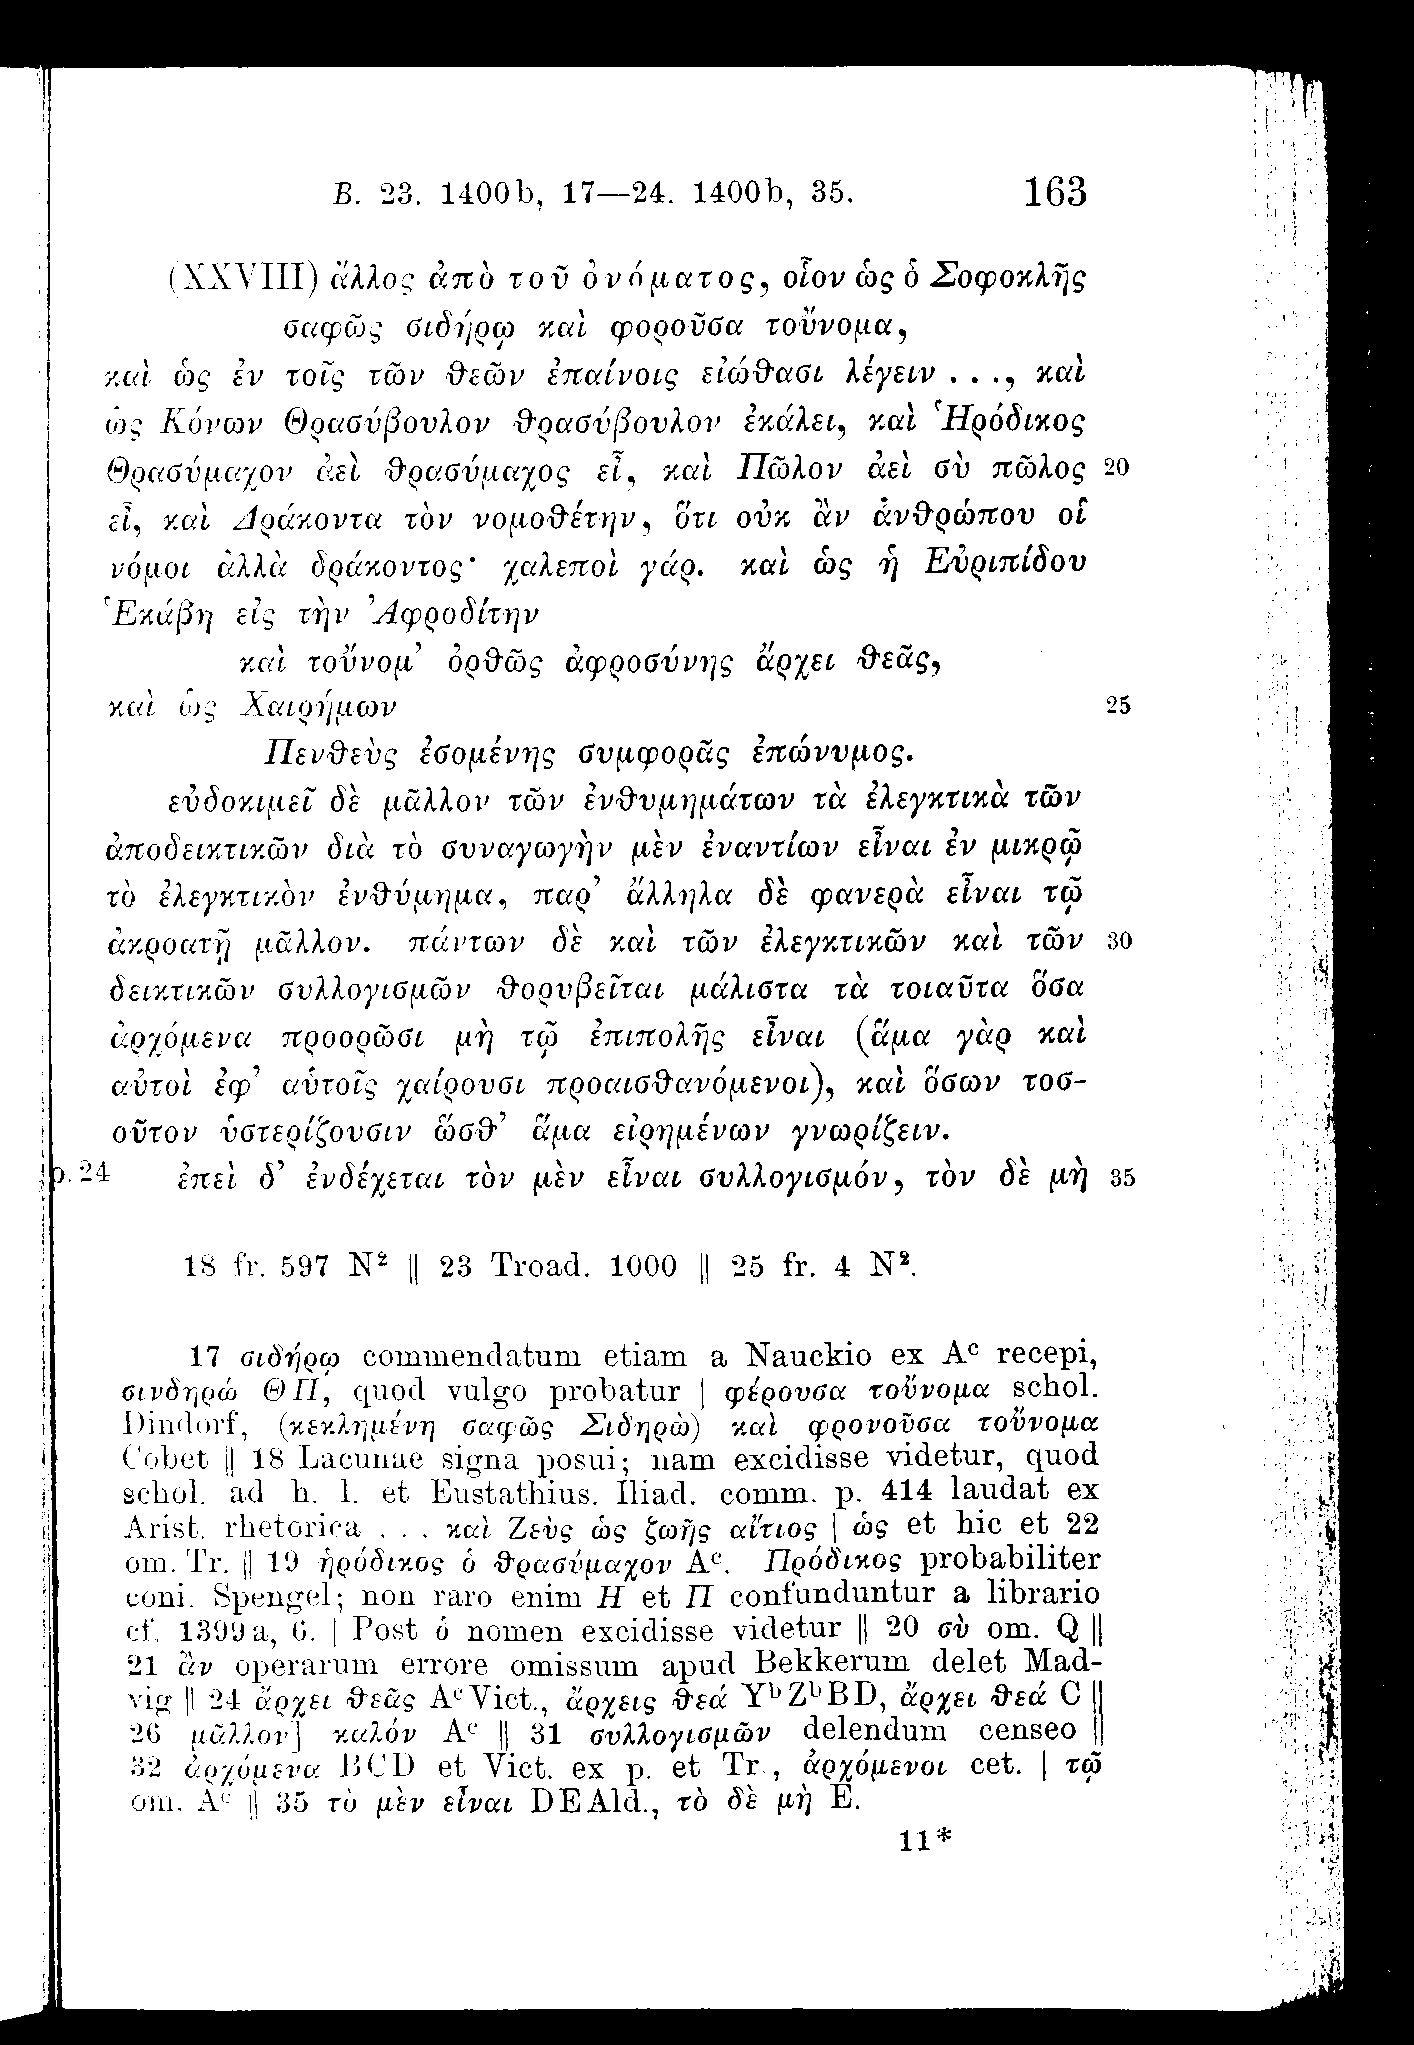 B. 23. 1400b, 17—24. 1400b, 35. 163
(XXVIII) ἄλλος ἀπὸ τοῦ ὀνόματος, οἷον ὡς ὁ Σοφοκλῆς
σαφῶς σιδήρῳ καὶ φοροῦσα τοὔνομα,
καὶ ὡς ἐν τοῖς τῶν θεῶν ἐπαίνοις εἰώθασι λέγειν . . ., καὶ
ὡς Κόνων Θρασύβουλον θρασύβουλον ἐκάλει, καὶ Ἡρόδικος
Θρασύμαχον ἀεὶ θρασύμαχος εἶ, καὶ Πῶλον ἀεὶ σὺ πῶλος 20
εἶ, καὶ Δράκοντα τὸν νομοθέτην, ὅτι οὐκ ἂν ἀνθρώπου οἱ
νόμοι ἀλλὰ δράκοντος· χαλεποὶ γάρ. καὶ ὡς ἡ Εὐριπίδου
Ἑκάβη εἰς τὴν Ἀφροδίτην
καὶ τοὔνομ’ ὀρθῶς ἀφροσύνης ἄρχει θεᾶς,
καὶ ὡς Χαιρήμων 25
Πενθεὺς ἐσομένης συμφορᾶς ἐπώνυμος.
εὐδοκιμεῖ δὲ μᾶλλον τῶν ἐνθυμημάτων τὰ ἐλεγκτικὰ τῶν
ἀποδεικτικῶν διὰ τὸ συναγωγὴν μὲν ἐναντίων εἶναι ἐν μικρῷ
τὸ ἐλεγκτικὸν ἐνθύμημα, παρ’ ἄλληλα δὲ φανερὰ εἶναι τῷ
ἀκροατῇ μᾶλλον. πάντων δὲ καὶ τῶν ἐλεγκτικῶν καὶ τῶν 30
δεικτικῶν συλλογισμῶν θορυβεῖται μάλιστα τὰ τοιαῦτα ὅσα
ἀρχόμενα προορῶσι μὴ τῷ ἐπιπολῆς εἶναι (ἅμα γὰρ καὶ
αὐτοὶ ἐφ’ αὑτοῖς χαίρουσι προαισθανόμενοι), καὶ ὅσων τοσ-
οῦτον ὑστερίζουσιν ὥσθ’ ἅμα εἰρημένων γνωρίζειν.
p. 24 ἐπεὶ δ’ ἐνδέχεται τὸν μὲν εἶναι συλλογισμόν, τὸν δὲ μὴ 35
18 fr. 597 N² || 23 Troad. 1000 || 25 fr. 4 N².
17 σιδήρῳ commendatum etiam a Nauckio ex Aᶜ recepi,
σινδηρώ ΘΠ, quod vulgo probatur | φέρουσα τοὔνομα schol.
Dindorf, (κεκλημένη σαφῶς Σιδηρὼ) καὶ φρονοῦσα τοὔνομα
Cobet || 18 Lacunae signa posui; nam excidisse videtur, quod
schol. ad h. l. et Eustathius. Iliad. comm. p. 414 laudat ex
Arist. rhetorica . . . καὶ Ζεὺς ὡς ζωῆς αἴτιος | ὡς et hic et 22
om. Tr. || 19 ἡρόδικος ὁ θρασύμαχον Aᶜ. Πρόδικος probabiliter
coni. Spengel; non raro enim H et Π confunduntur a librario
cf. 1399a, 6. | Post ὁ nomen excidisse videtur || 20 σὺ om. Q ||
21 ἂν operarum errore omissum apud Bekkerum delet Mad-
vig || 24 ἄρχει θεᾶς AᶜVict., ἄρχεις θεά YᵇZᵇBD, ἄρχει θεά C ||
26 μᾶλλον] καλόν Aᶜ || 31 συλλογισμῶν delendum censeo ||
32 ἀρχόμενα BCD et Vict. ex p. et Tr., ἀρχόμενοι cet. | τῷ
om. Aᶜ || 35 τὸ μὲν εἶναι DEAld., τὸ δὲ μὴ E.
11*